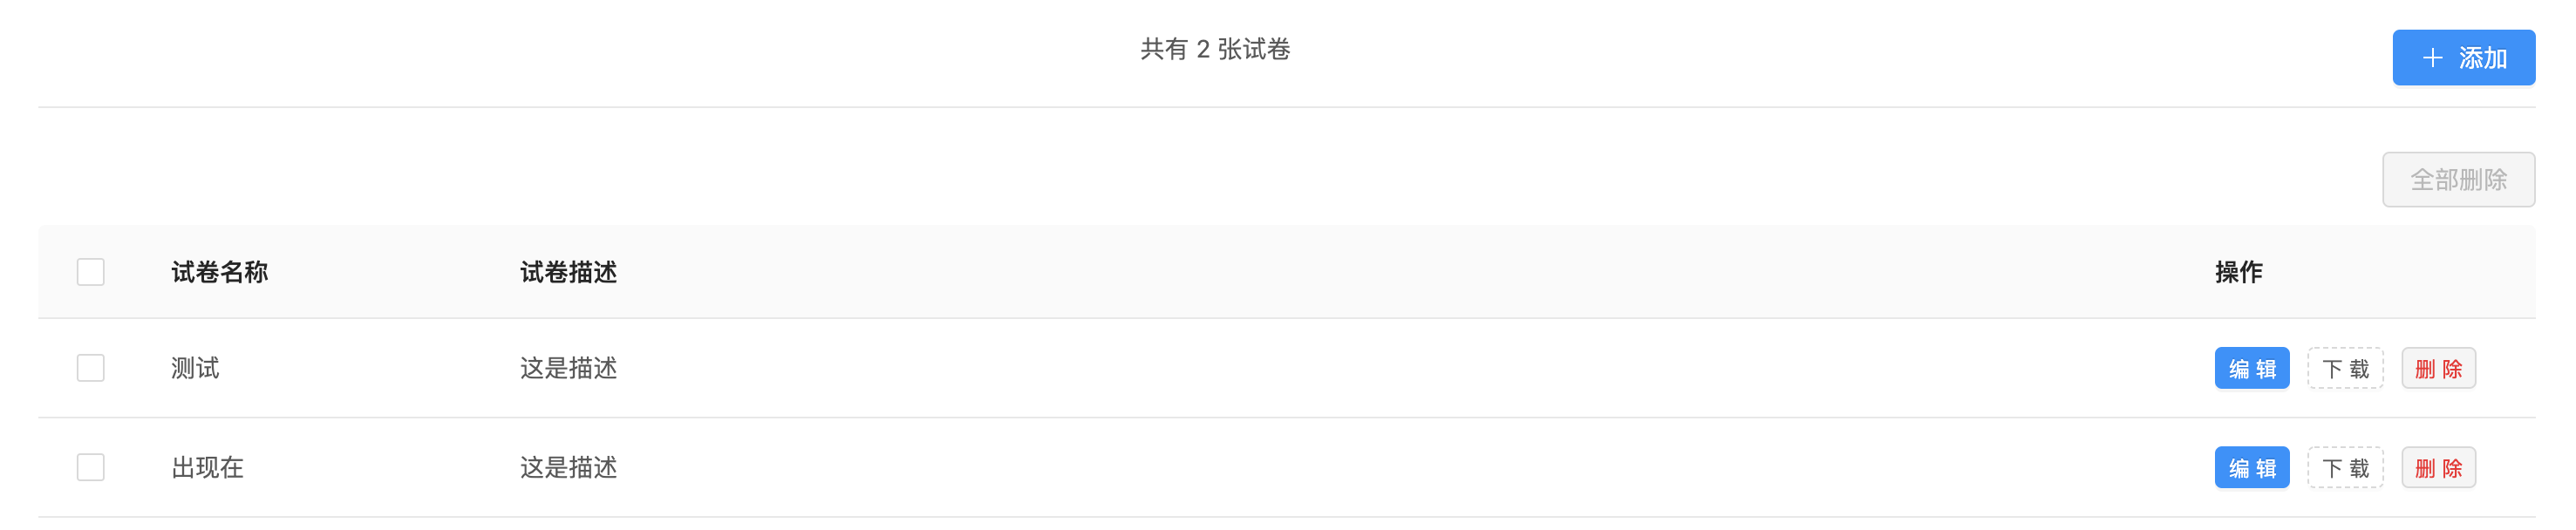 共有 2 张试卷
+ 添加
全部删除
试卷名称 试卷描述 操作
测试 这是描述 编辑 下载 删除
出现在 这是描述 编辑 下载 删除